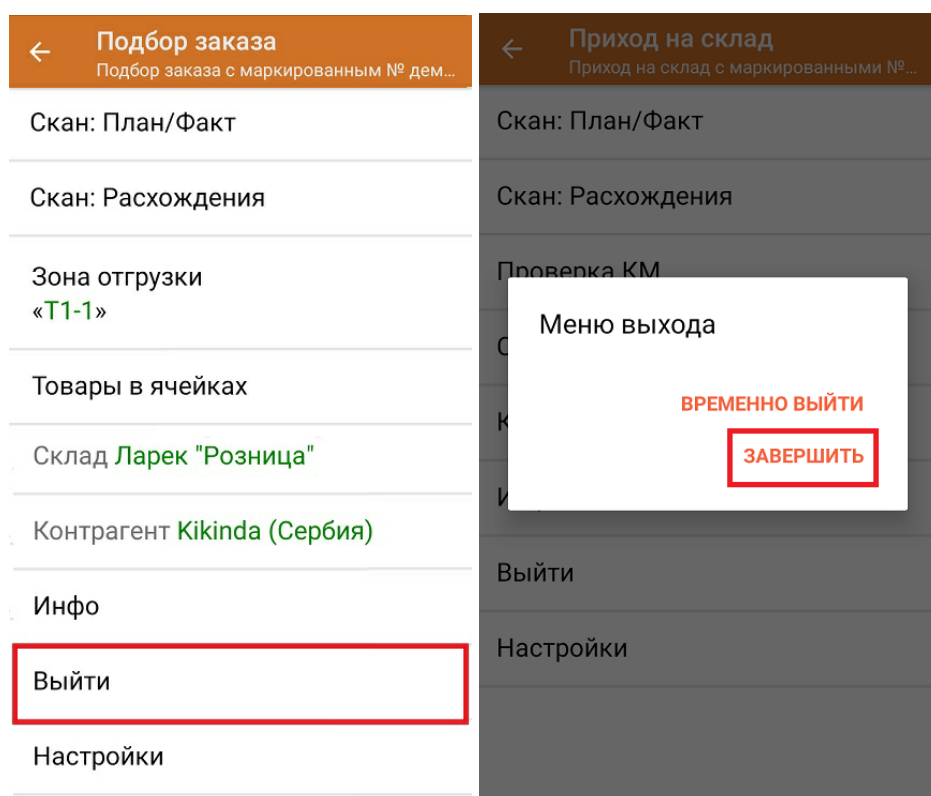 Подбор заказа
Подбор заказа с маркированным № дем...
Скан: План/Факт
Скан: Расхождения
Зона отгрузки
«Т1-1»
Товары в ячейках
Склад Ларек "Розница"
Контрагент Kikinda (Сербия)
Инфо
Выйти
Настройки
Приход на склад
Приход на склад с маркированными №...
Скан: План/Факт
Скан: Расхождения
Проверка КМ
Меню выхода
ВРЕМЕННО ВЫЙТИ
ЗАВЕРШИТЬ
Выйти
Настройки